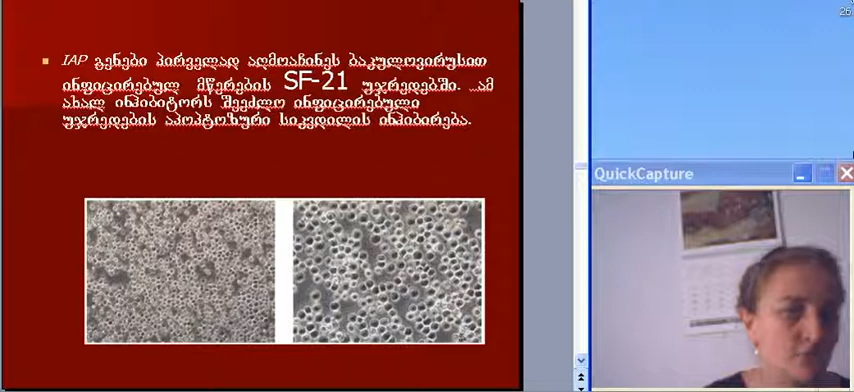 IAP გენები პირველად აღმოაჩინეს ბაკულოვირუსით
ინფიცირებულ მწერების SF-21 უჯრედებში. ამ
ახალ ინჰიბიტორს შეეძლო ინფიცირებული
უჯრედების აპოპტოზური სიკვდილის ინჰიბირება.
QuickCapture